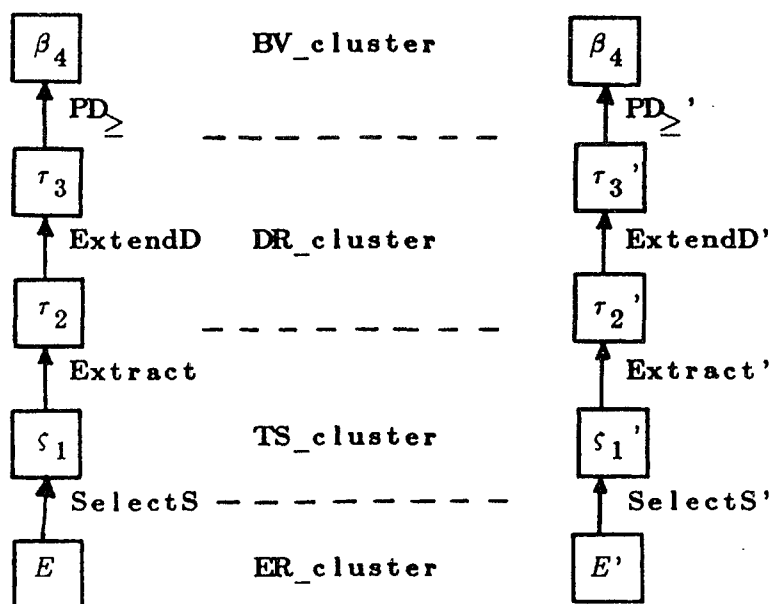 β4 BV_cluster β4
PD≥ PD≥'
τ3 τ3'
ExtendD DR_cluster ExtendD'
τ2 τ2'
Extract Extract'
ς1 TS_cluster ς1'
SelectS SelectS'
E ER_cluster E'